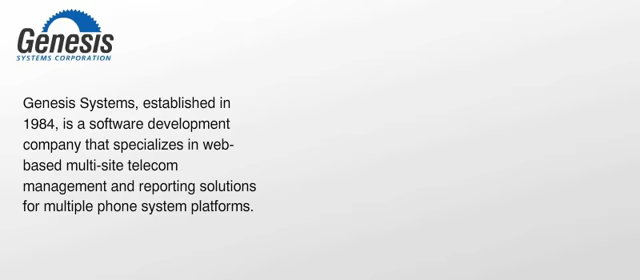 Genesis
SYSTEMS CORPORATION
Genesis Systems, established in
1984, is a software development
company that specializes in web-
based multi-site telecom
management and reporting solutions
for multiple phone system platforms.